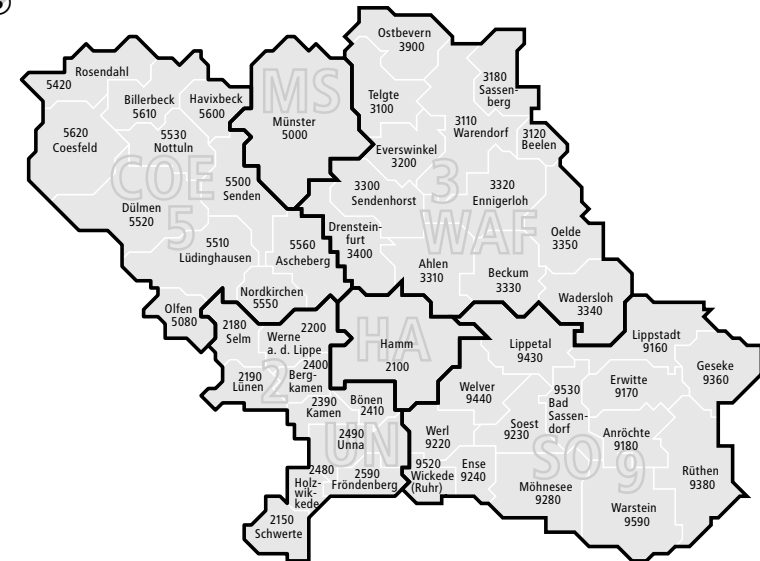 Ostbevern
3900
Rosendahl
5420
Billerbeck
5610
Havixbeck
5600
MS
Münster
5000
Telgte
3100
3180
Sassen-
berg
3110
Warendorf
3120
Beelen
5620
Coesfeld
5530
Nottuln
Everswinkel
3200
COE
5
5500
Senden
3300
Sendenhorst
3
WAF
3320
Ennigerloh
Dülmen
5520
Drenstein-
furt
3400
Oelde
3350
5510
Lüdinghausen
5560
Ascheberg
Ahlen
3310
Beckum
3330
Nordkirchen
5550
Wadersloh
3340
Olfen
5080
2180
Selm
2200
Werne
a. d. Lippe
HA
Hamm
2100
Lippetal
9430
Lippstadt
9160
Geseke
9360
2190
Lünen
2
2400
Berg-
kamen
Welver
9440
9530
Bad
Sassen-
dorf
Erwitte
9170
2390
Kamen
Bönen
2410
UN
2490
Unna
Werl
9220
Soest
9230
Anröchte
9180
2480
Holz-
wik-
kede
2590
Fröndenberg
9520
Wickede
(Ruhr)
Ense
9240
SO 9
Möhnesee
9280
Rüthen
9380
2150
Schwerte
Warstein
9590